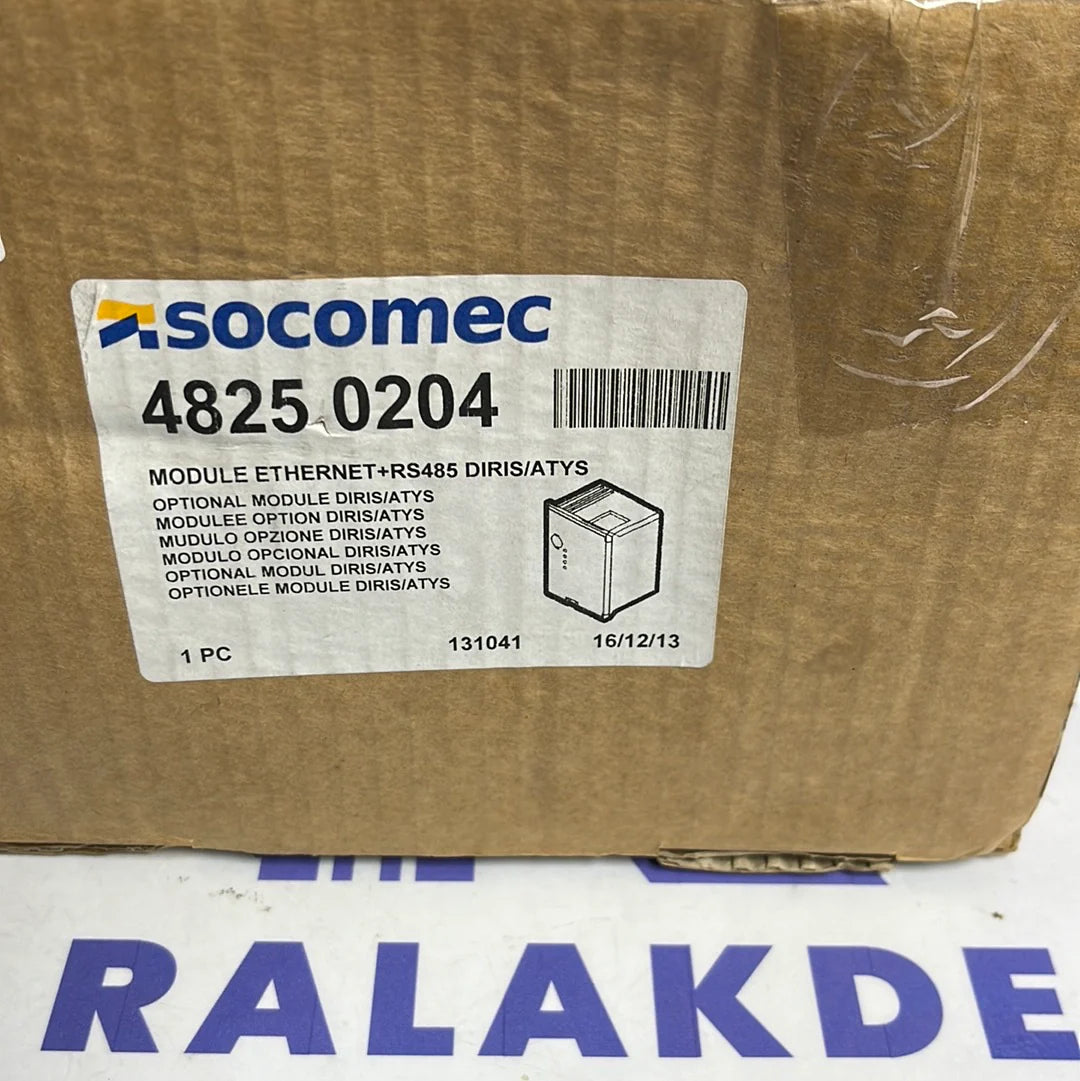 socomec
4825 0204
MODULE ETHERNET+RS485 DIRIS/ATYS
OPTIONAL MODULE DIRIS/ATYS
MODULEE OPTION DIRIS/ATYS
MUDULO OPZIONE DIRIS/ATYS
MODULO OPCIONAL DIRIS/ATYS
OPTIONAL MODUL DIRIS/ATYS
OPTIONELE MODULE DIRIS/ATYS
1 PC 131041 16/12/13
RALAKDE